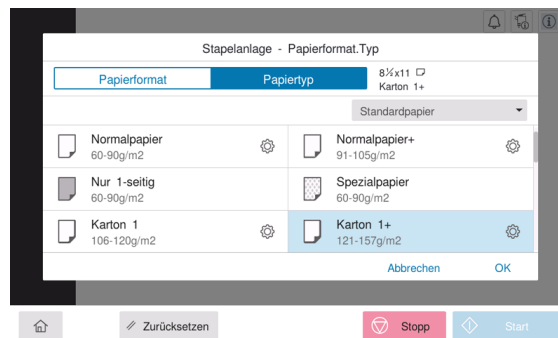 Stapelanlage - Papierformat.Typ
Papierformat
Papiertyp
8½x11
Karton 1+
Standardpapier
Normalpapier
60-90g/m2
Normalpapier+
91-105g/m2
Nur 1-seitig
60-90g/m2
Spezialpapier
60-90g/m2
Karton 1
106-120g/m2
Karton 1+
121-157g/m2
Abbrechen
OK
Zurücksetzen
Stopp
Start